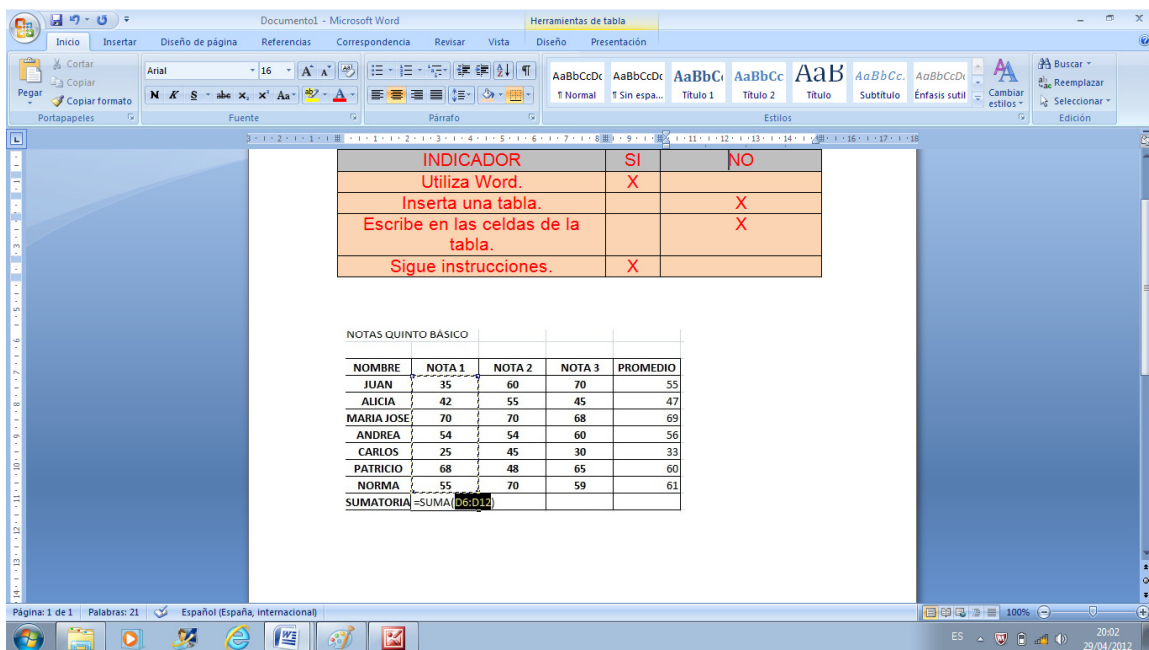 Documento1 - Microsoft Word
Herramientas de tabla
Inicio Insertar Diseño de página Referencias Correspondencia Revisar Vista Diseño Presentación
Pegar
Cortar
Copiar
Copiar formato
Portapapeles
Arial 16
N K S abc X₂ X² Aa
Fuente
Párrafo
AaBbCcDc AaBbCcDc AaBbC AaBbCc AaB AaBbCc. AaBbCcDc
¶ Normal ¶ Sin espa... Título 1 Título 2 Título Subtítulo Énfasis sutil
Cambiar estilos
Estilos
Buscar
Reemplazar
Seleccionar
Edición
INDICADOR SI NO
Utiliza Word. X
Inserta una tabla. X
Escribe en las celdas de la X
tabla.
Sigue instrucciones. X
NOTAS QUINTO BÁSICO
NOMBRE NOTA 1 NOTA 2 NOTA 3 PROMEDIO
JUAN 35 60 70 55
ALICIA 42 55 45 47
MARIA JOSE 70 70 68 69
ANDREA 54 54 60 56
CARLOS 25 45 30 33
PATRICIO 68 48 65 60
NORMA 55 70 59 61
SUMATORIA =SUMA(D6:D12)
Página: 1 de 1 Palabras: 21 Español (España, internacional) 100%
ES 20:02
29/04/2012